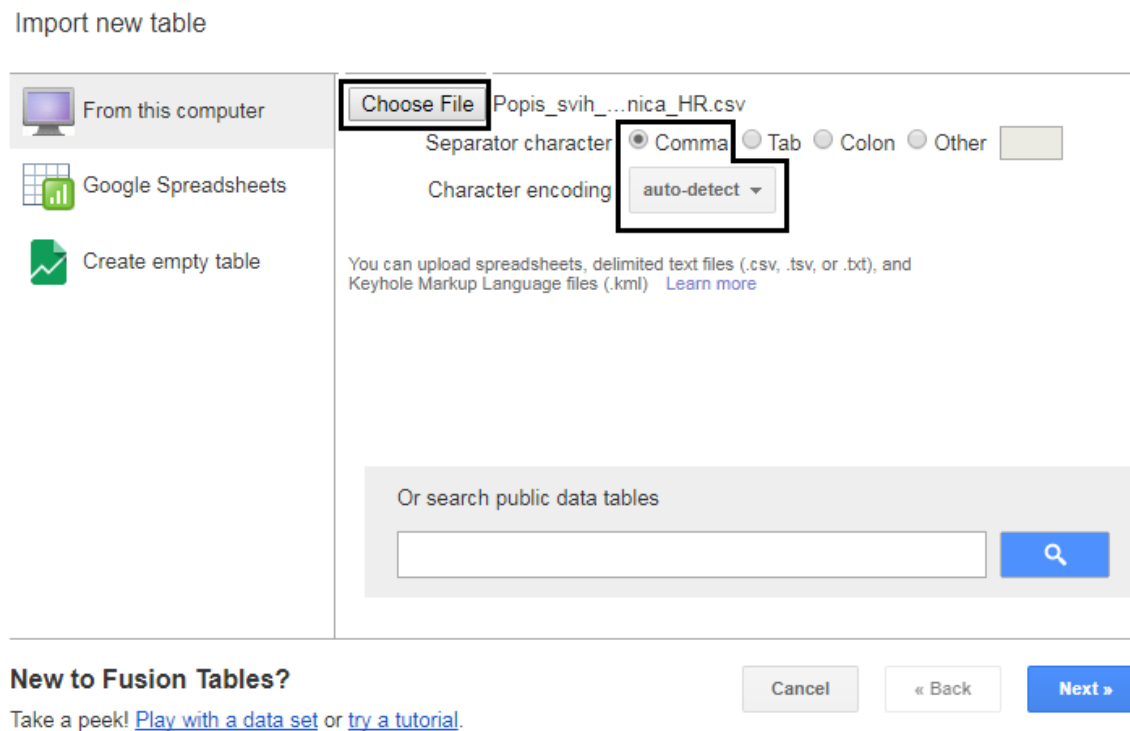 Import new table
From this computer
Google Spreadsheets
Create empty table
Choose File Popis_svih_...nica_HR.csv
Separator character Comma Tab Colon Other
Character encoding auto-detect
You can upload spreadsheets, delimited text files (.csv, .tsv, or .txt), and
Keyhole Markup Language files (.kml) Learn more
Or search public data tables
New to Fusion Tables?
Take a peek! Play with a data set or try a tutorial.
Cancel « Back Next »